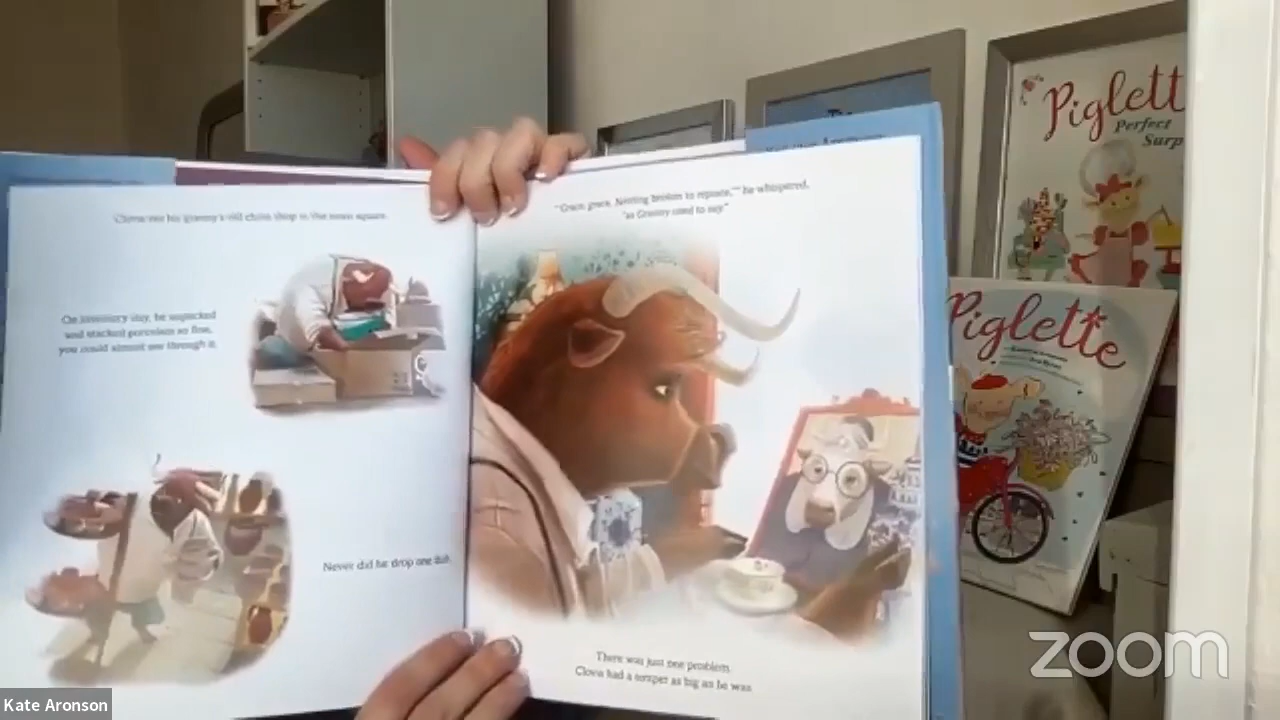 Clovis ran his granny's old china shop in the town square.
On inventory day, he unpacked
and stacked porcelain so fine,
you could almost see through it.
Never did he drop one dish.
"Grace, grace. Nothing broken to replace," he whispered,
"as Granny used to say."
There was just one problem.
Clovis had a temper as big as he was.
Piglett
Perfect
Surp
Piglette
zoom
Kate Aronson